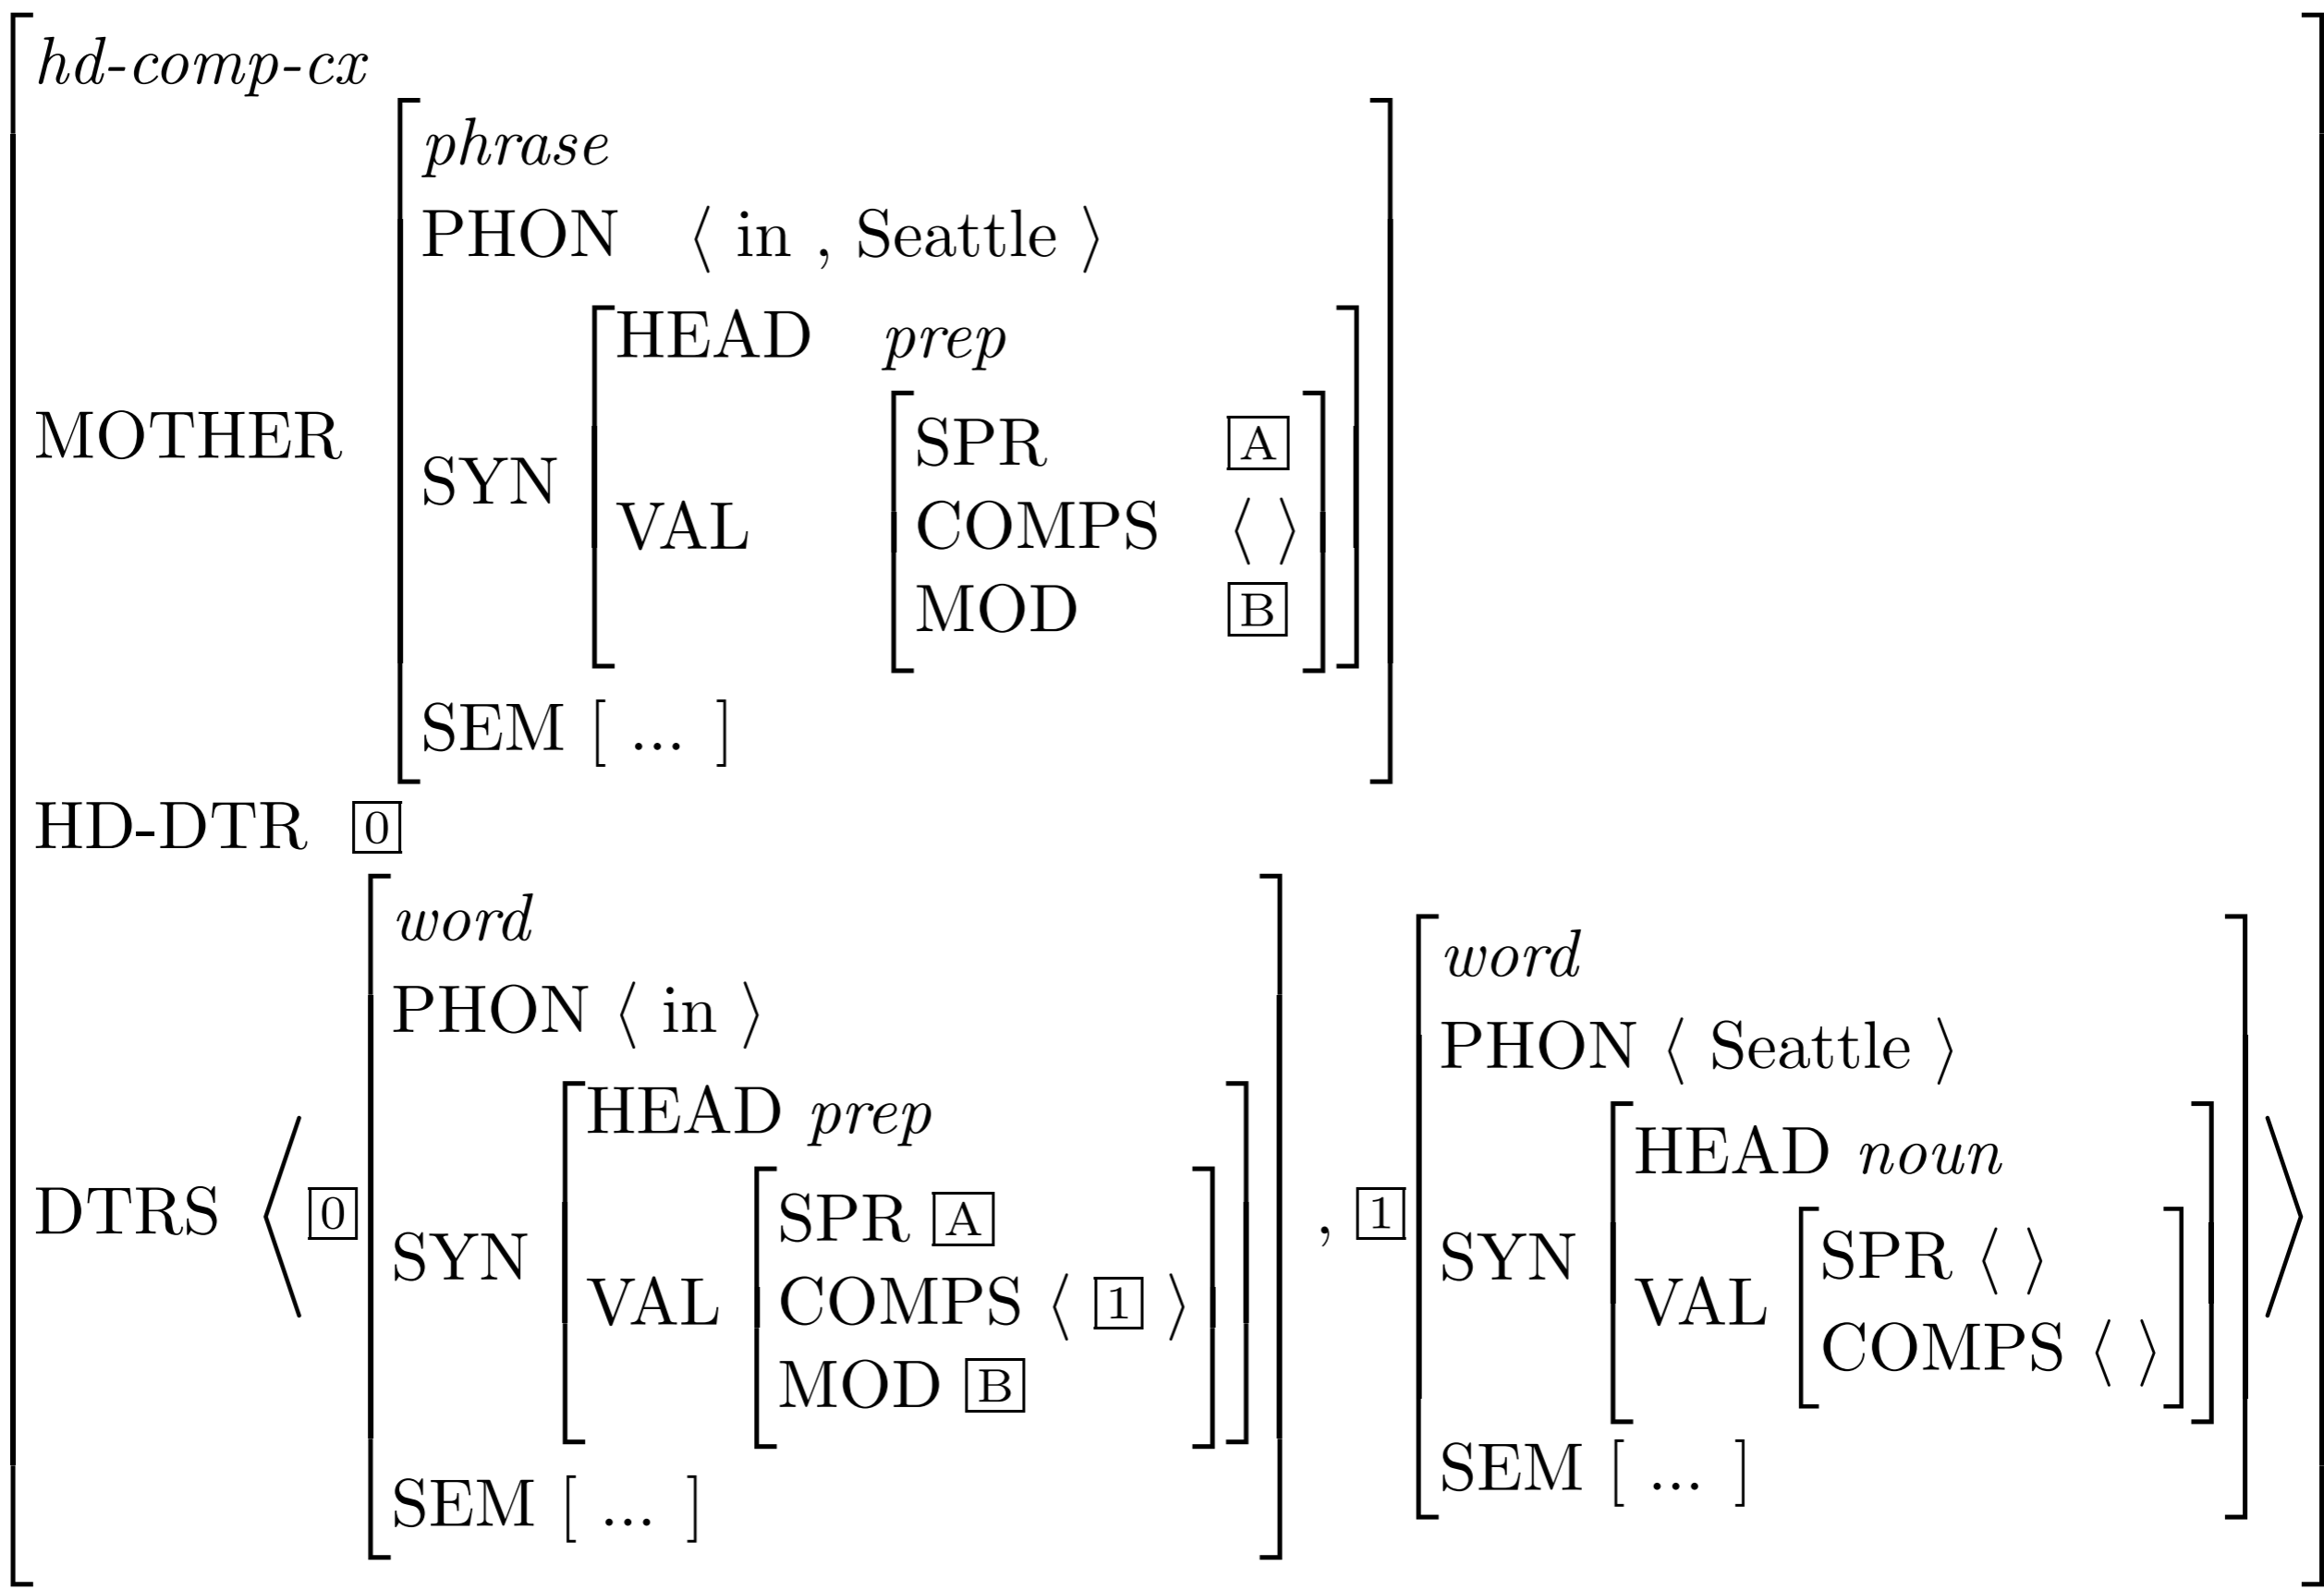 hd-comp-cx
phrase
PHON ⟨ in , Seattle ⟩
HEAD prep
MOTHER
SPR A
SYN
VAL
COMPS ⟨ ⟩
MOD B
SEM [ ... ]
HD-DTR 0
word
PHON ⟨ in ⟩
HEAD prep
SPR A
SYN
VAL
COMPS ⟨ 1 ⟩
MOD B
SEM [ ... ]
DTRS ⟨ 0 , 1 ⟩
word
PHON ⟨ Seattle ⟩
HEAD noun
SYN
VAL
SPR ⟨ ⟩
COMPS ⟨ ⟩
SEM [ ... ]